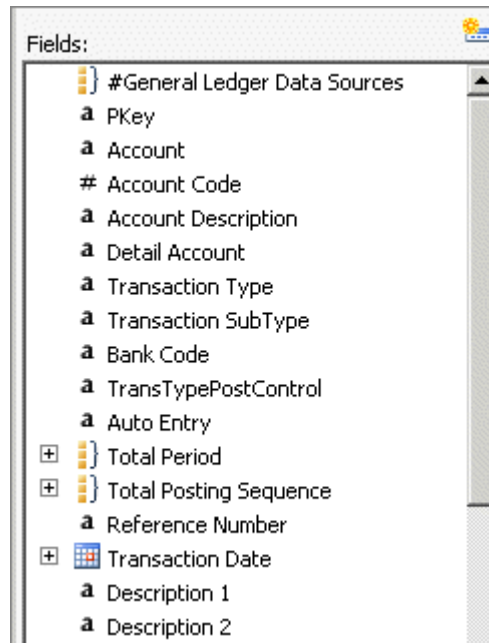 Fields:
#General Ledger Data Sources
a PKey
a Account
# Account Code
a Account Description
a Detail Account
a Transaction Type
a Transaction SubType
a Bank Code
a TransTypePostControl
a Auto Entry
Total Period
Total Posting Sequence
a Reference Number
Transaction Date
a Description 1
a Description 2